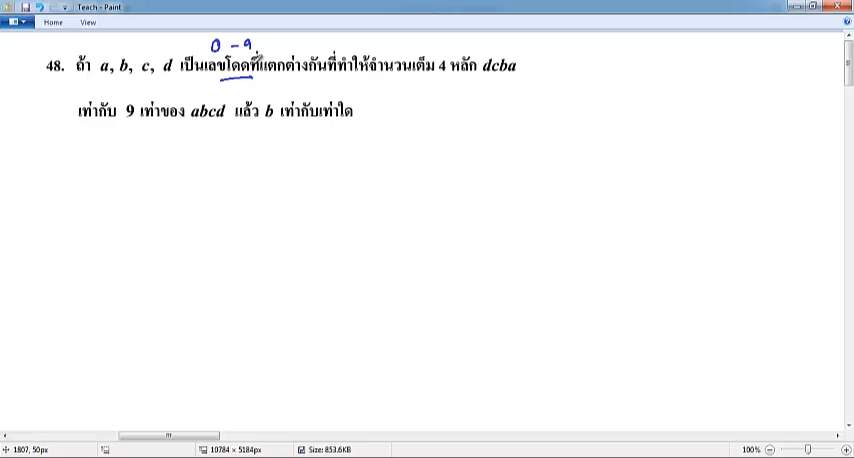 Teach - Paint
Home View
0 - 9
48. ถ้า a, b, c, d เป็นเลขโดดที่แตกต่างกันที่ทำให้จำนวนเต็ม 4 หลัก dcba
เท่ากับ 9 เท่าของ abcd แล้ว b เท่ากับเท่าใด
1807, 50px 10784 × 5184px Size: 853.6KB 100%